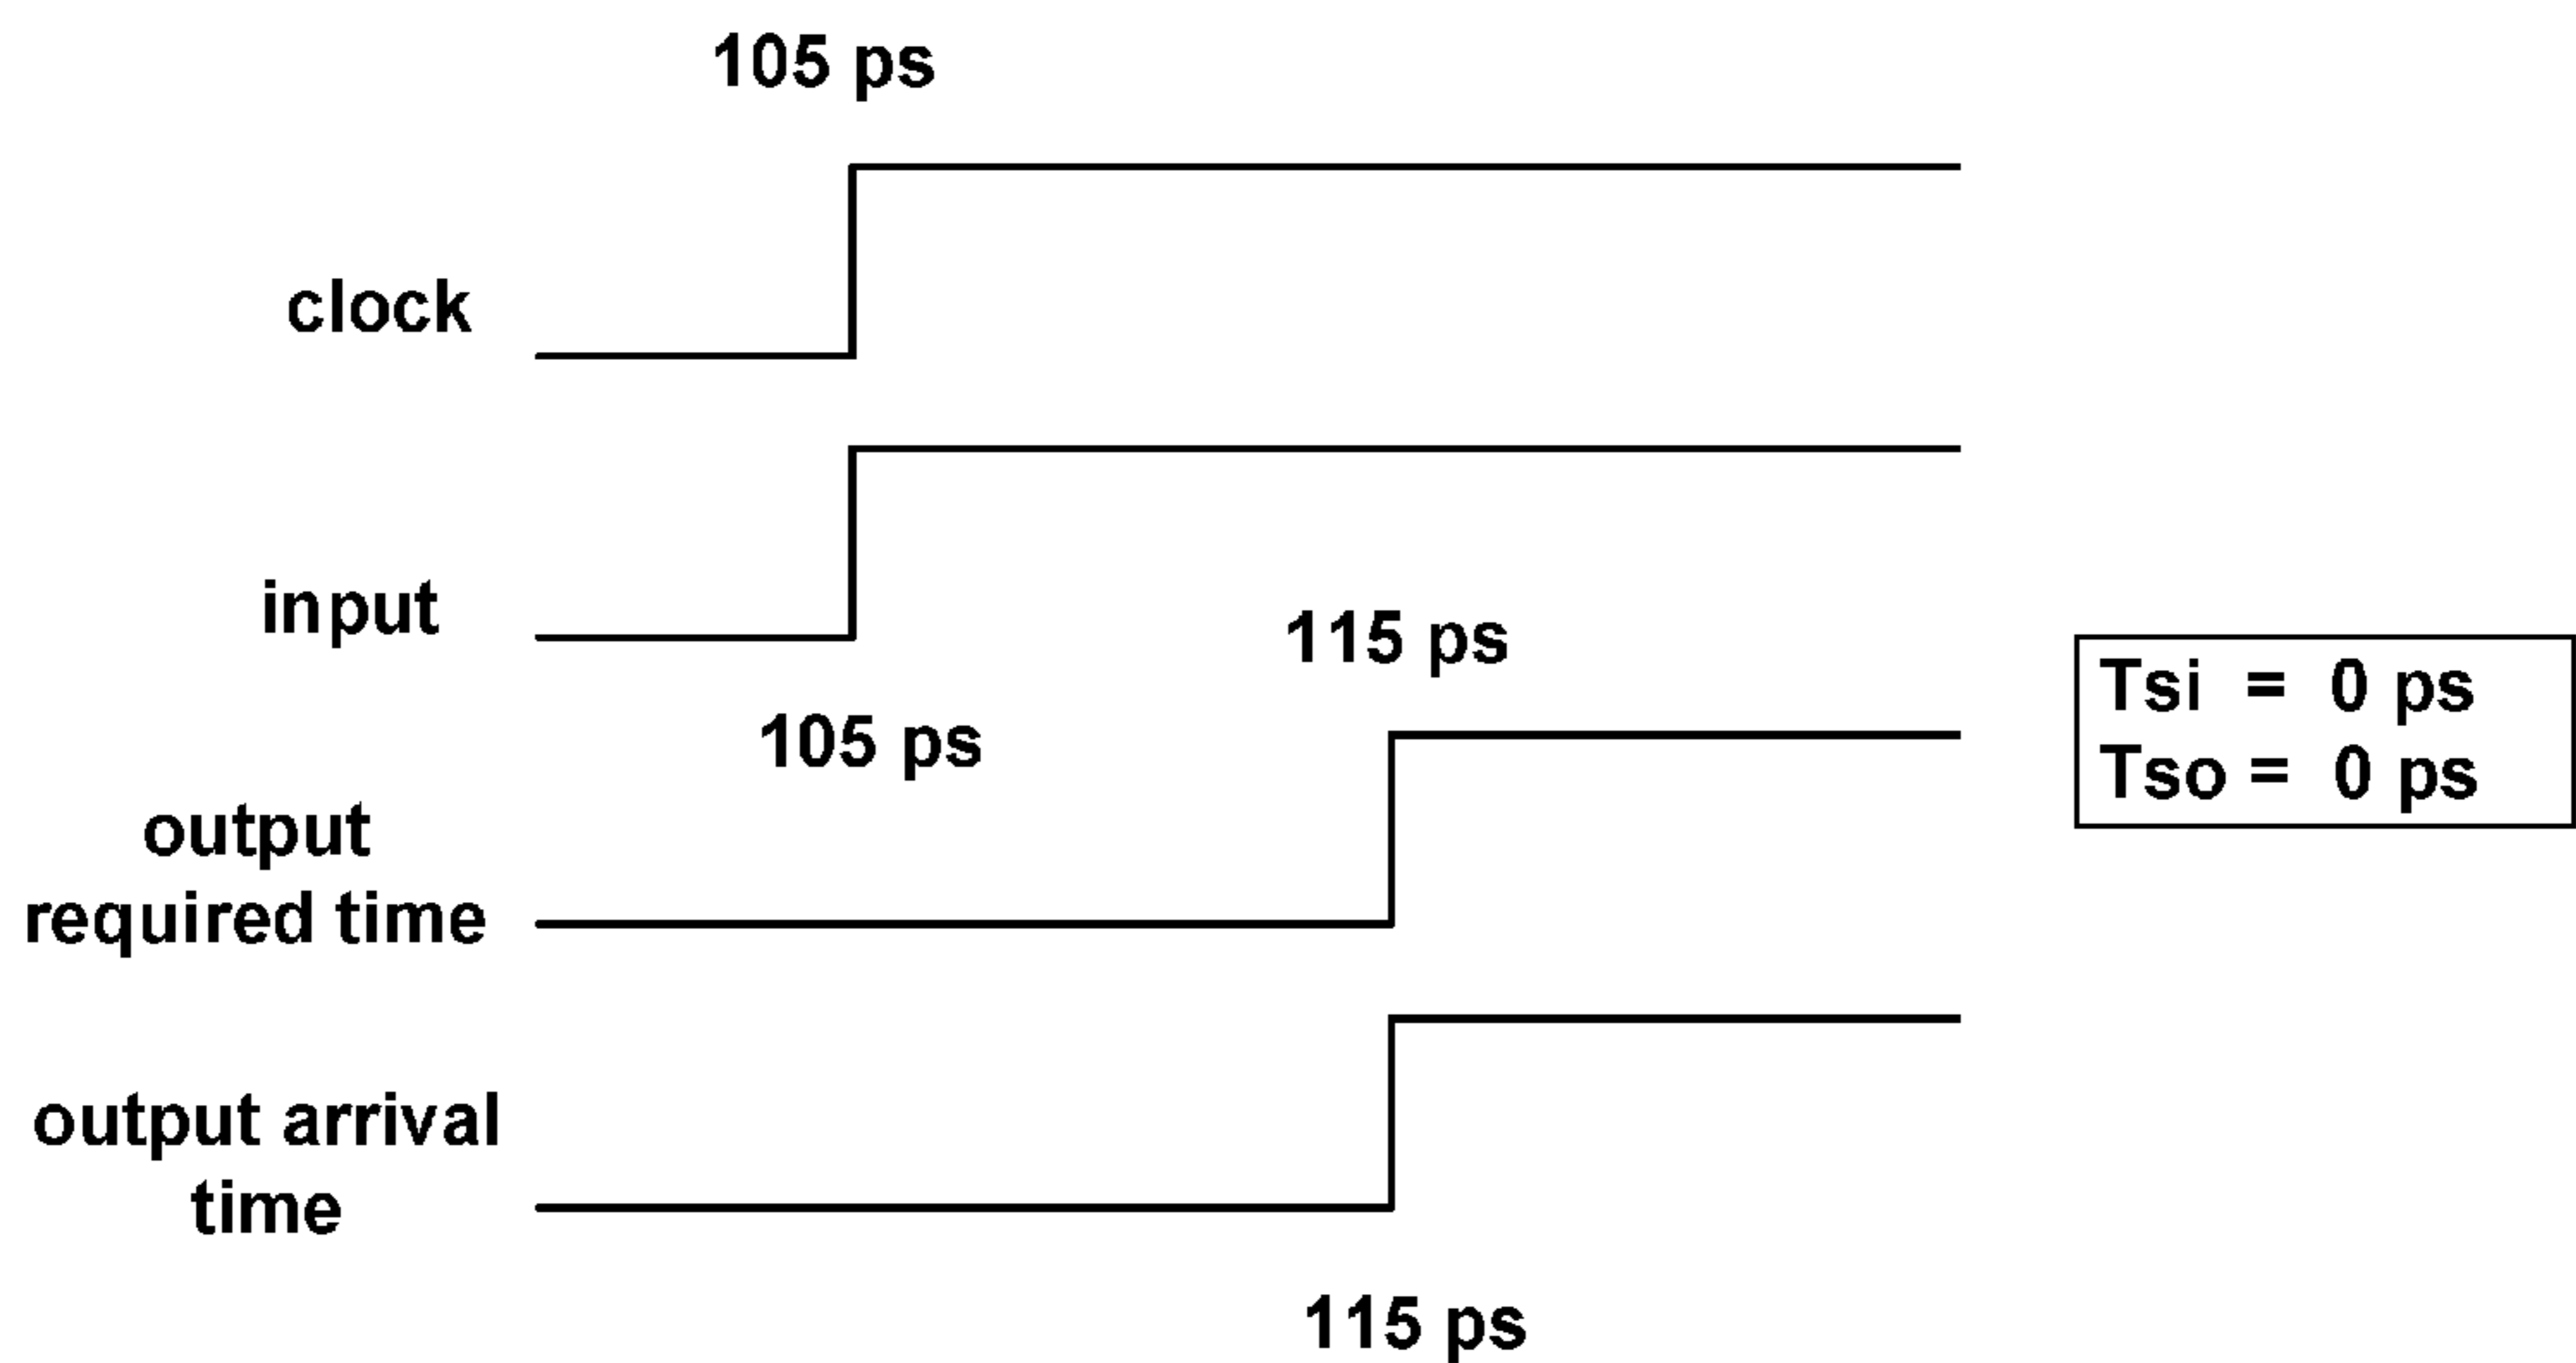 105 ps
clock
input
115 ps
105 ps
Tsi = 0 ps
Tso = 0 ps
output
required time
output arrival
time
115 ps